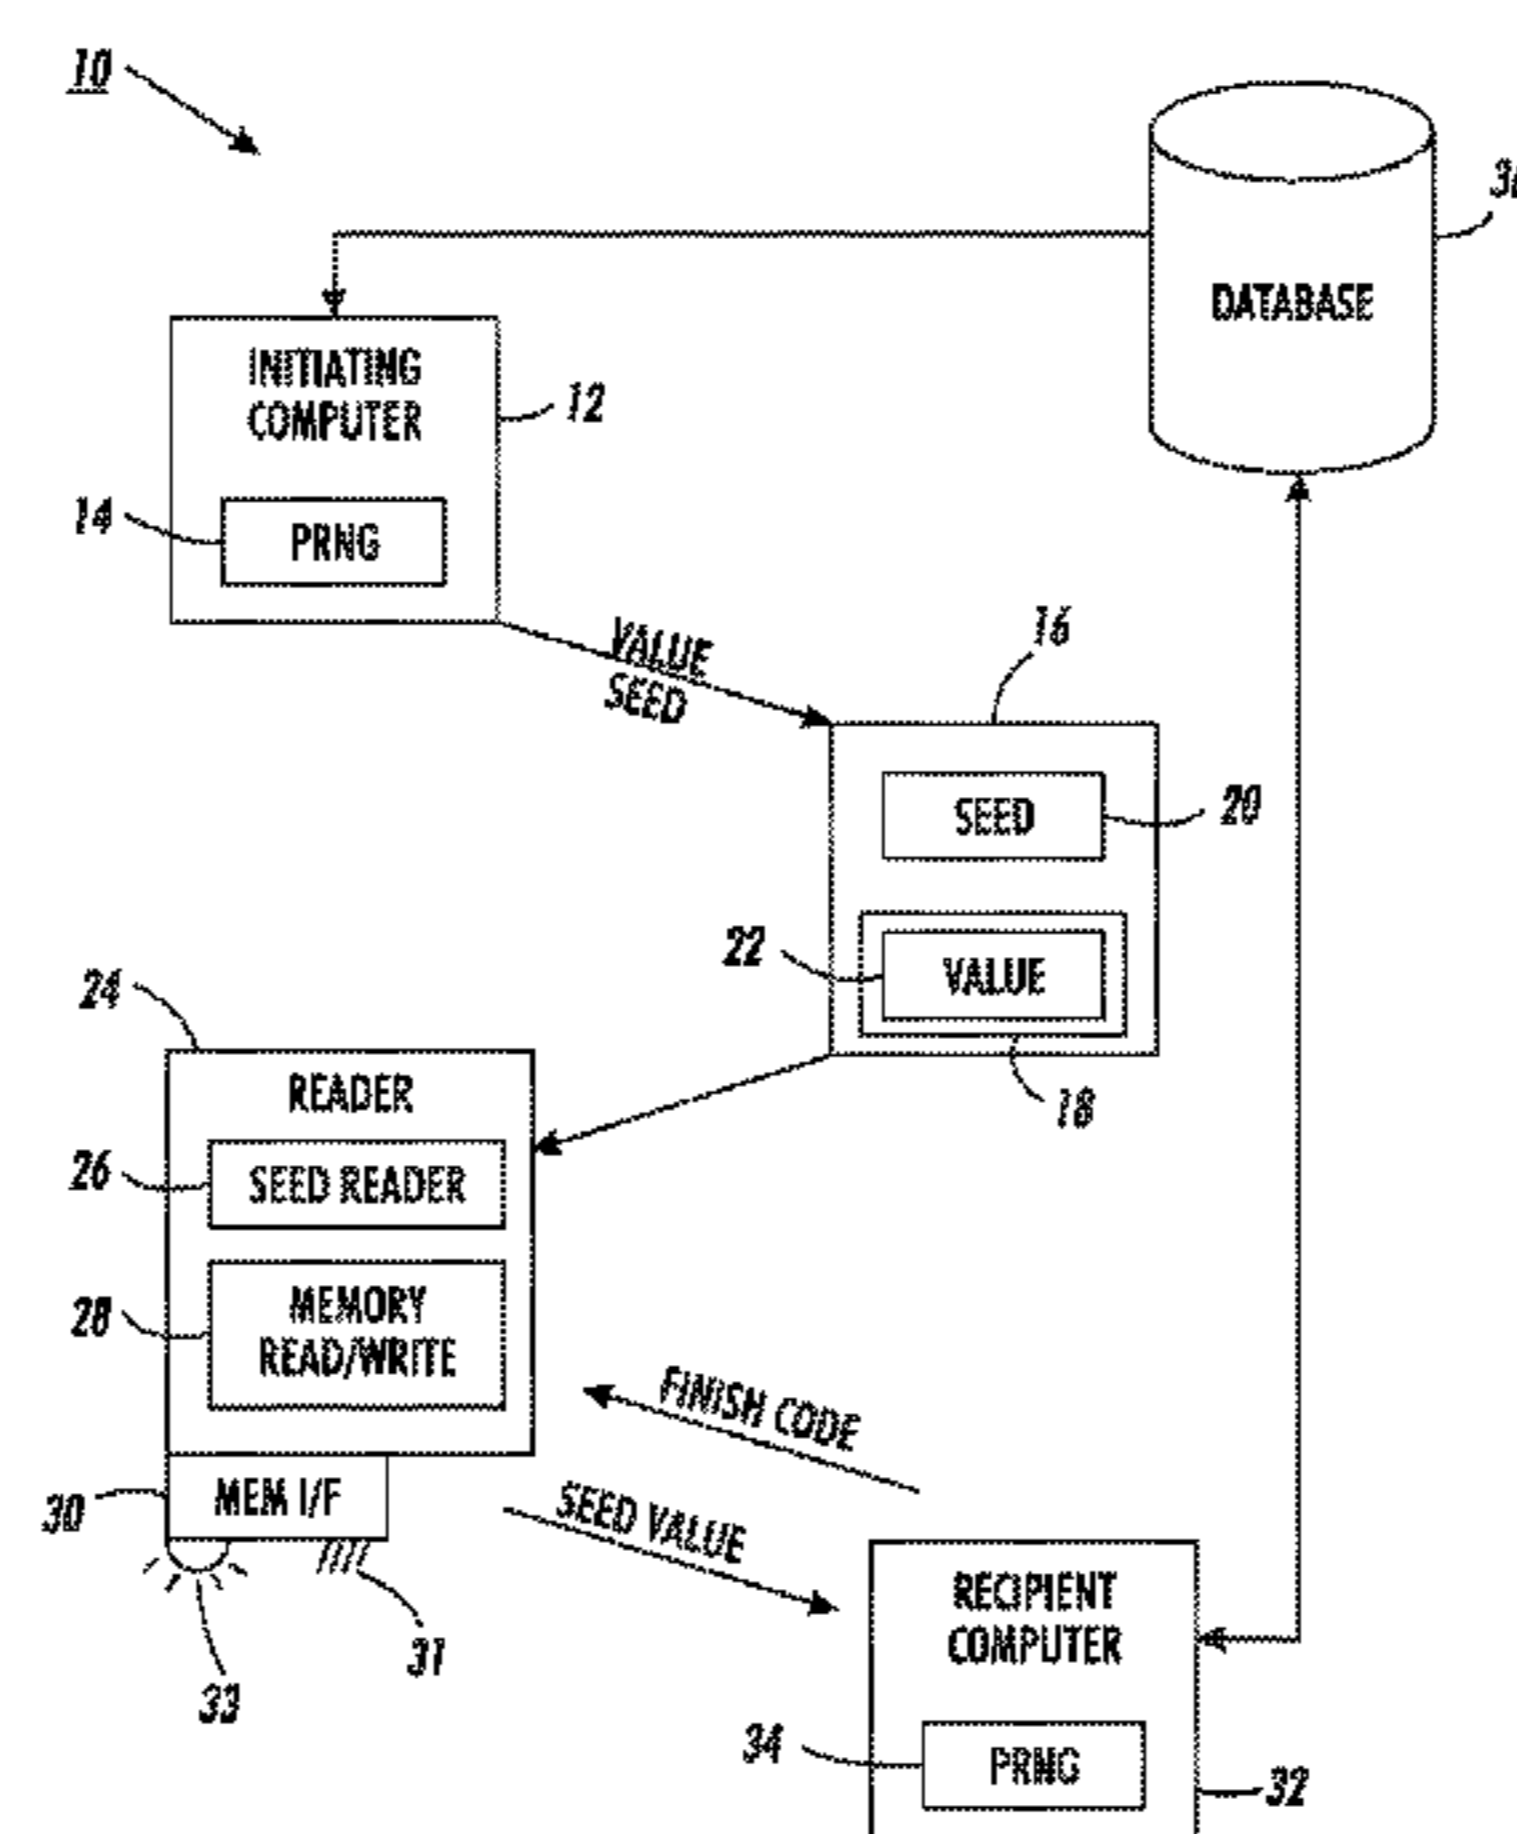 10
DATABASE
INITIATING
COMPUTER
12
14
PRNG
VALUE
SEED
16
SEED
20
22
VALUE
18
24
READER
26
SEED READER
28
MEMORY
READ/WRITE
FINISH CODE
30
MEM I/F
SEED VALUE
31
33
RECIPIENT
COMPUTER
34
PRNG
32